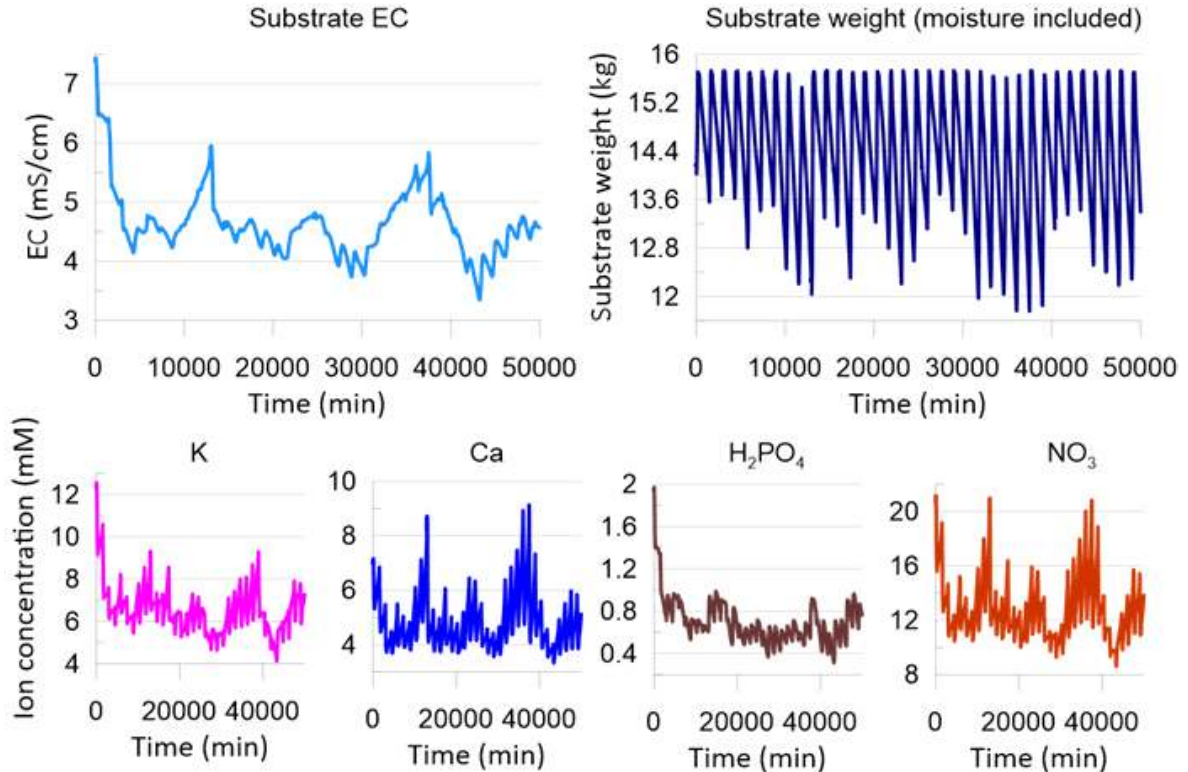 Substrate EC
Substrate weight (moisture included)
EC (mS/cm)
7
6
5
4
3
0 10000 20000 30000 40000 50000
Time (min)
Substrate weight (kg)
16
15.2
14.4
13.6
12.8
12
0 10000 20000 30000 40000 50000
Time (min)
Ion concentration (mM)
K
12
10
8
6
4
0 20000 40000
Time (min)
Ca
10
8
6
4
0 20000 40000
Time (min)
H₂PO₄
2
1.6
1.2
0.8
0.4
0 20000 40000
Time (min)
NO₃
20
16
12
8
0 20000 40000
Time (min)